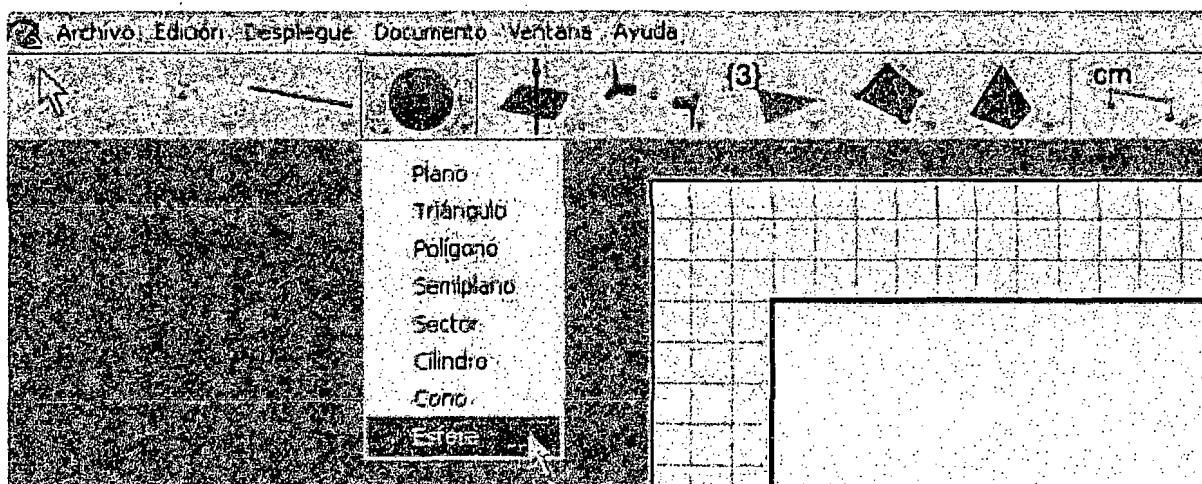 Archivo Edición Despliegue Documento Ventana Ayuda
{3} cm
Plano
Triángulo
Polígono
Semiplano
Sector
Cilindro
Cono
Esfera